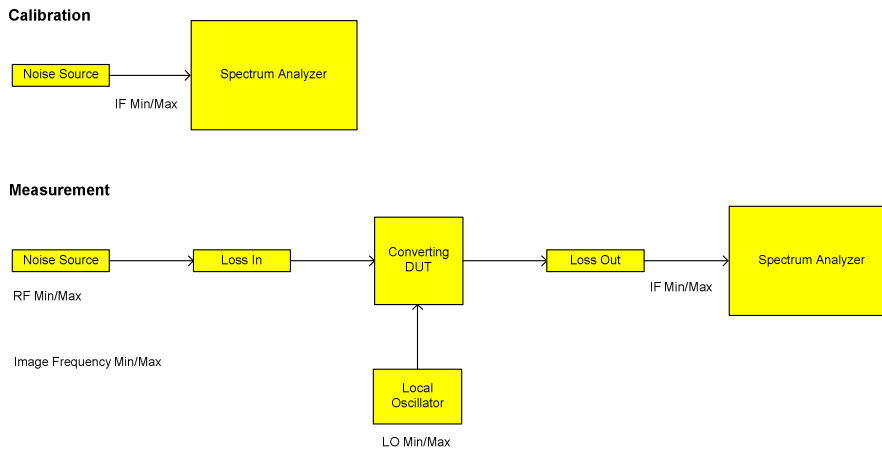 Calibration
Noise Source
Spectrum Analyzer
IF Min/Max
Measurement
Noise Source
Loss In
Converting
DUT
Loss Out
Spectrum Analyzer
RF Min/Max
IF Min/Max
Image Frequency Min/Max
Local
Oscillator
LO Min/Max